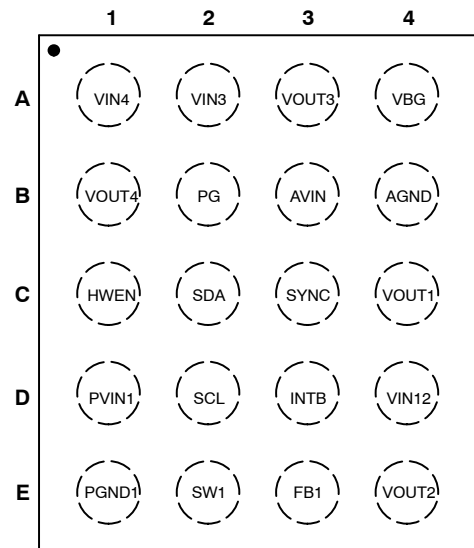 1 2 3 4
A VIN4 VIN3 VOUT3 VBG
B VOUT4 PG AVIN AGND
C HWEN SDA SYNC VOUT1
D PVIN1 SCL INTB VIN12
E PGND1 SW1 FB1 VOUT2